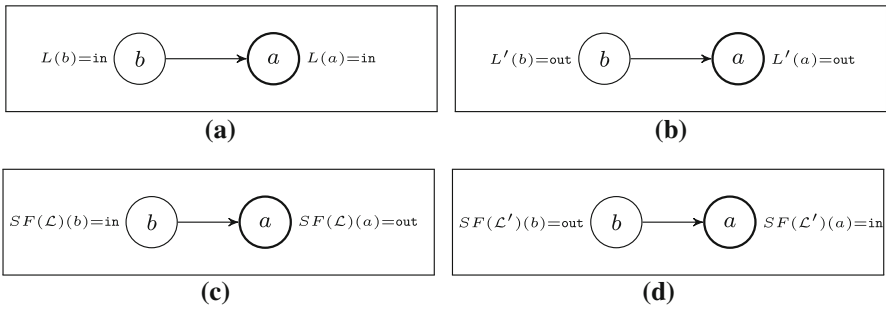 L(b)=in b a L(a)=in
L′(b)=out b a L′(a)=out
(a)
(b)
SF(ℒ)(b)=in b a SF(ℒ)(a)=out
SF(ℒ′)(b)=out b a SF(ℒ′)(a)=in
(c)
(d)